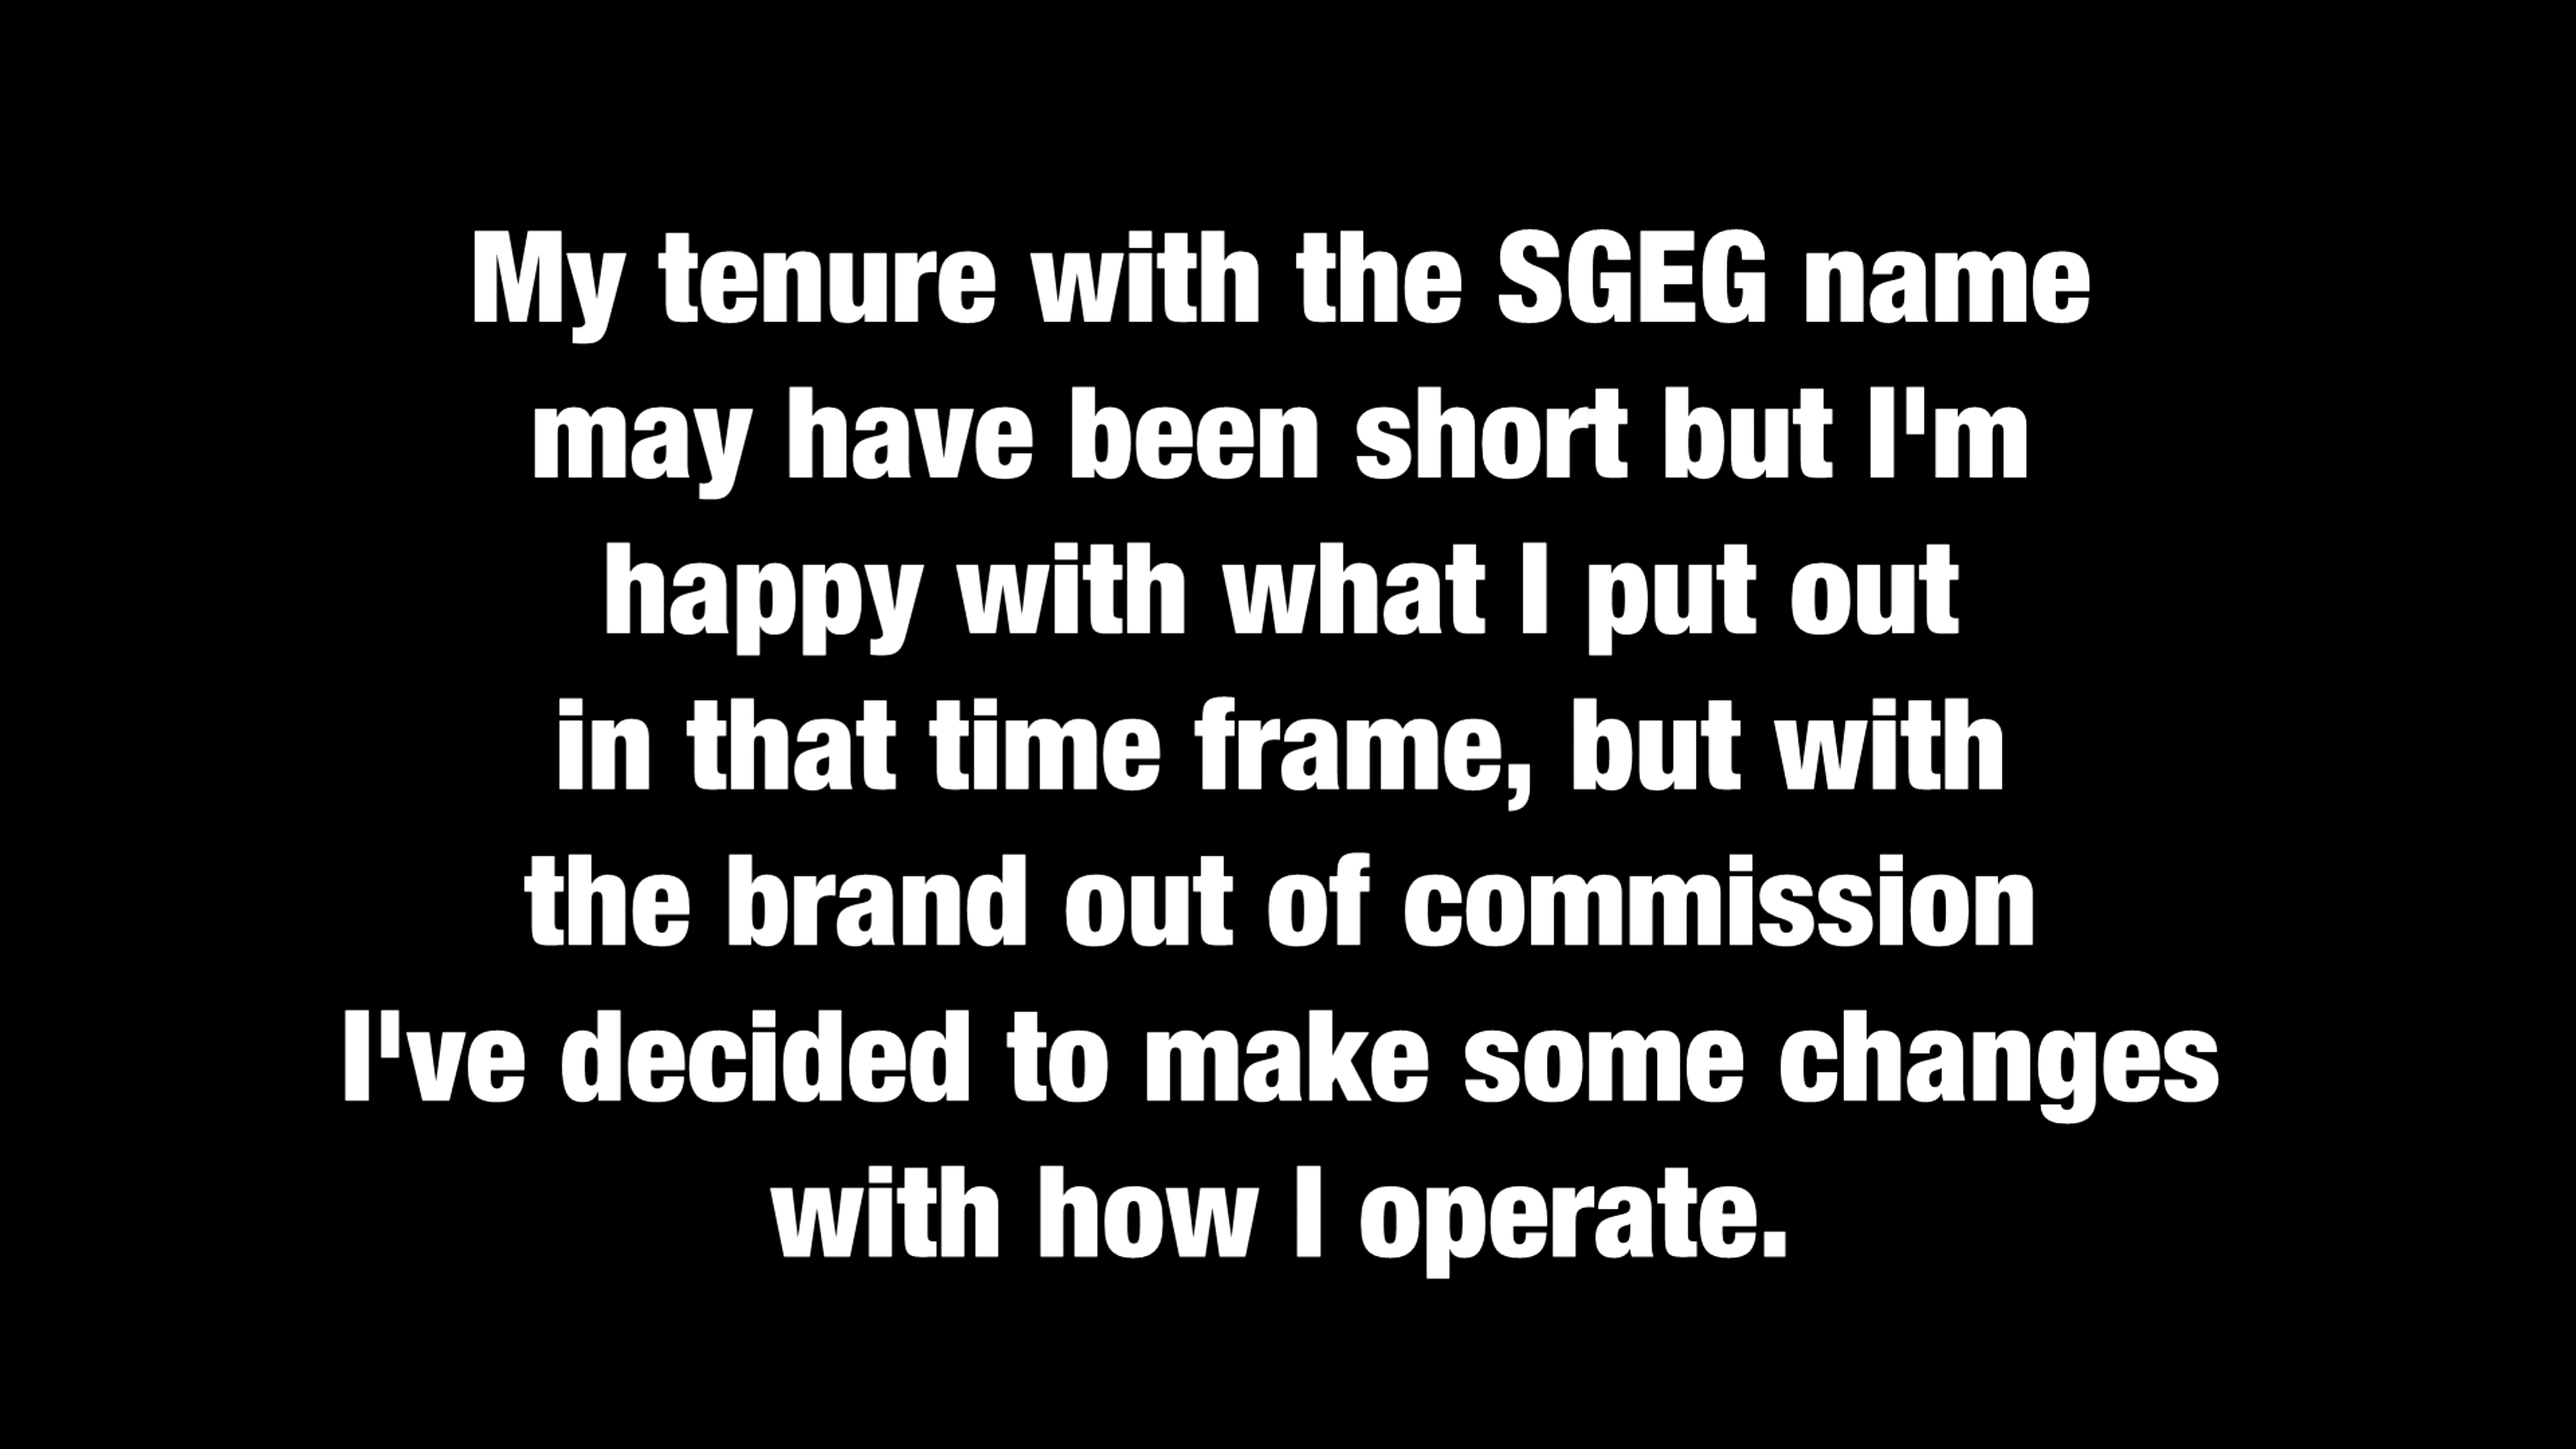 My tenure with the SGEG name
may have been short but I'm
happy with what I put out
in that time frame, but with
the brand out of commission
I've decided to make some changes
with how I operate.